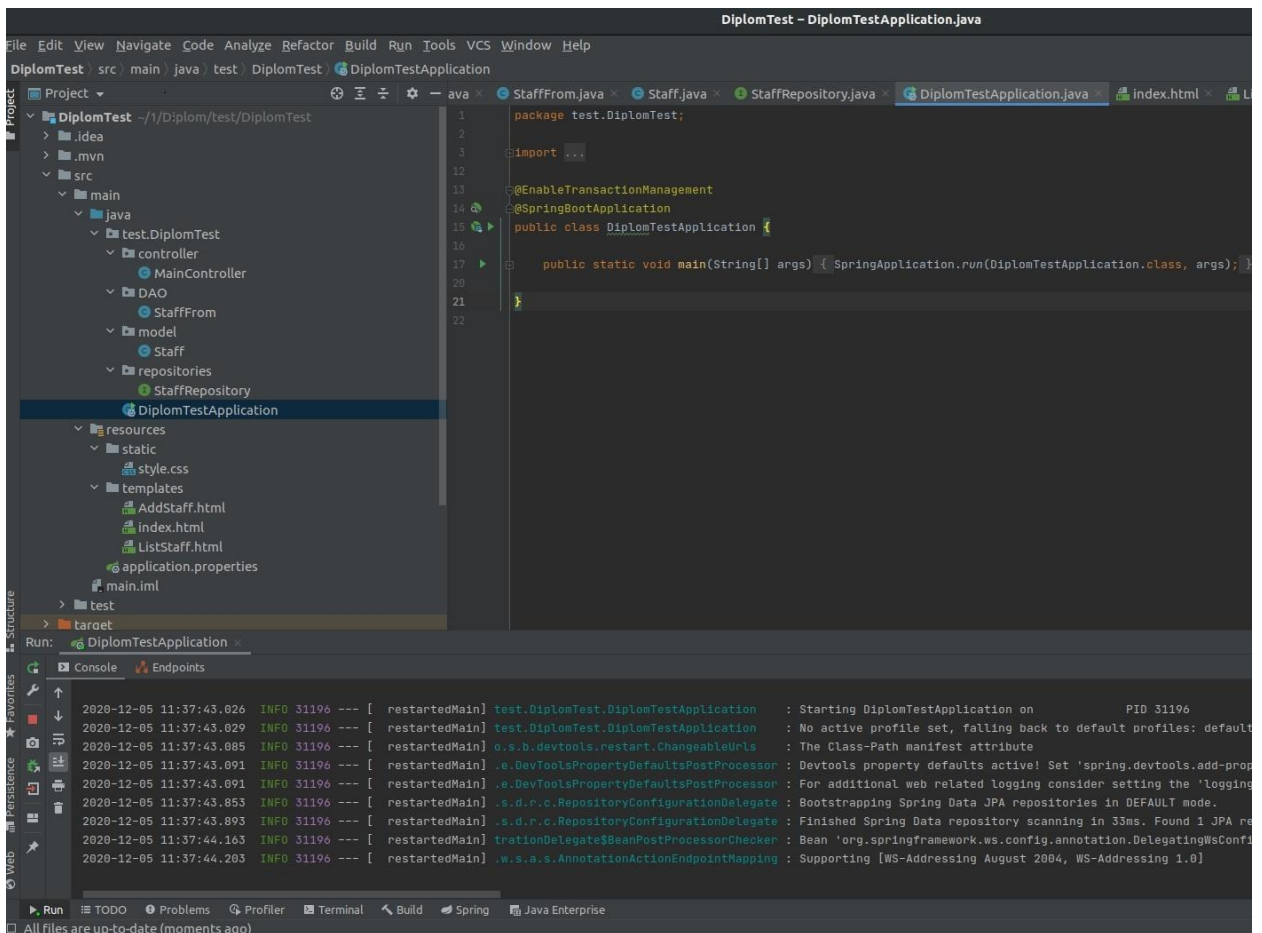 DiplomTest – DiplomTestApplication.java
File Edit View Navigate Code Analyze Refactor Build Run Tools VCS Window Help
DiplomTest src main java test DiplomTest DiplomTestApplication
Project
ava StaffFrom.java Staff.java StaffRepository.java DiplomTestApplication.java index.html Li
Project
DiplomTest ~/1/Diplom/test/DiplomTest
.idea
.mvn
src
main
java
test.DiplomTest
controller
MainController
DAO
StaffFrom
model
Staff
repositories
StaffRepository
DiplomTestApplication
resources
static
style.css
templates
AddStaff.html
index.html
ListStaff.html
application.properties
main.iml
test
target
1 package test.DiplomTest;
2
3 import ...
12
13 @EnableTransactionManagement
14 @SpringBootApplication
15 public class DiplomTestApplication {
16
17 public static void main(String[] args) { SpringApplication.run(DiplomTestApplication.class, args); }
20
21 }
22
Structure
Favorites
Persistence
Web
Run: DiplomTestApplication
Console Endpoints
2020-12-05 11:37:43.026 INFO 31196 --- [ restartedMain] test.DiplomTest.DiplomTestApplication : Starting DiplomTestApplication on PID 31196
2020-12-05 11:37:43.029 INFO 31196 --- [ restartedMain] test.DiplomTest.DiplomTestApplication : No active profile set, falling back to default profiles: default
2020-12-05 11:37:43.085 INFO 31196 --- [ restartedMain] o.s.b.devtools.restart.ChangeableUrls : The Class-Path manifest attribute
2020-12-05 11:37:43.091 INFO 31196 --- [ restartedMain] .e.DevToolsPropertyDefaultsPostProcessor : Devtools property defaults active! Set 'spring.devtools.add-prop
2020-12-05 11:37:43.091 INFO 31196 --- [ restartedMain] .e.DevToolsPropertyDefaultsPostProcessor : For additional web related logging consider setting the 'logging
2020-12-05 11:37:43.853 INFO 31196 --- [ restartedMain] .s.d.r.c.RepositoryConfigurationDelegate : Bootstrapping Spring Data JPA repositories in DEFAULT mode.
2020-12-05 11:37:43.893 INFO 31196 --- [ restartedMain] .s.d.r.c.RepositoryConfigurationDelegate : Finished Spring Data repository scanning in 33ms. Found 1 JPA re
2020-12-05 11:37:44.163 INFO 31196 --- [ restartedMain] trationDelegate$BeanPostProcessorChecker : Bean 'org.springframework.ws.config.annotation.DelegatingWsConfi
2020-12-05 11:37:44.203 INFO 31196 --- [ restartedMain] .w.s.a.s.AnnotationActionEndpointMapping : Supporting [WS-Addressing August 2004, WS-Addressing 1.0]
Run TODO Problems Profiler Terminal Build Spring Java Enterprise
All files are up-to-date (moments ago)